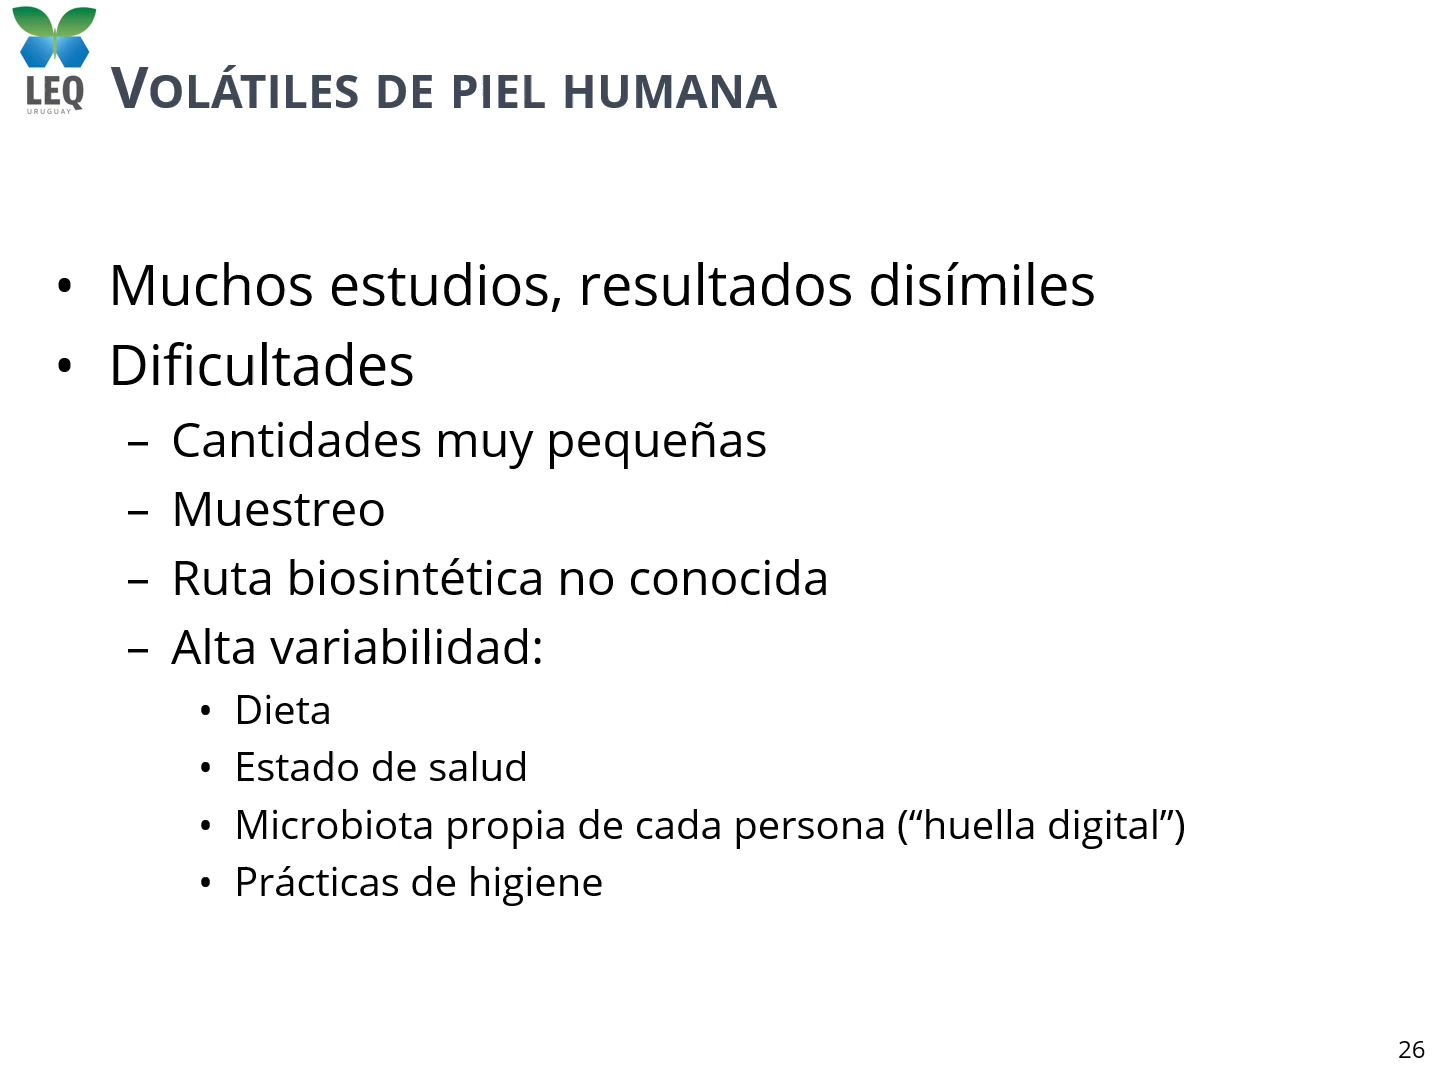 LEQ
URUGUAY
VOLÁTILES DE PIEL HUMANA
• Muchos estudios, resultados disímiles
• Dificultades
– Cantidades muy pequeñas
– Muestreo
– Ruta biosintética no conocida
– Alta variabilidad:
• Dieta
• Estado de salud
• Microbiota propia de cada persona (“huella digital”)
• Prácticas de higiene
26